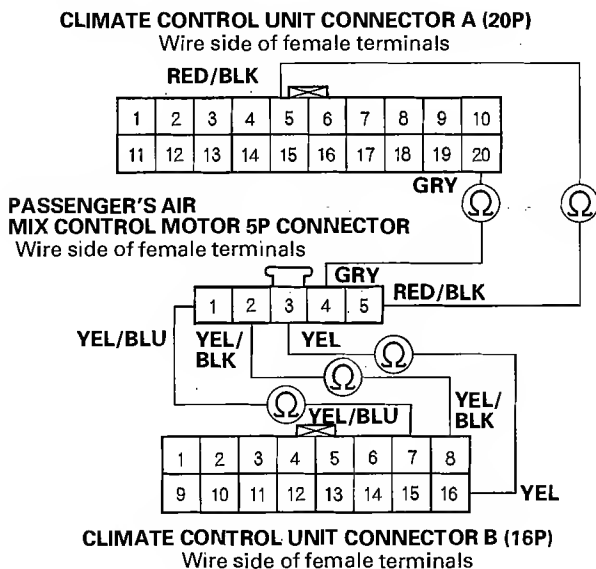 CLIMATE CONTROL UNIT CONNECTOR A (20P)
Wire side of female terminals
RED/BLK
1 2 3 4 5 6 7 8 9 10
11 12 13 14 15 16 17 18 19 20
GRY
Ω Ω
PASSENGER'S AIR
MIX CONTROL MOTOR 5P CONNECTOR
Wire side of female terminals
GRY
1 2 3 4 5
RED/BLK
YEL/BLU
YEL/
BLK
YEL
Ω
Ω
Ω
YEL/BLU
YEL/
BLK
1 2 3 4 5 6 7 8
9 10 11 12 13 14 15 16
YEL
CLIMATE CONTROL UNIT CONNECTOR B (16P)
Wire side of female terminals